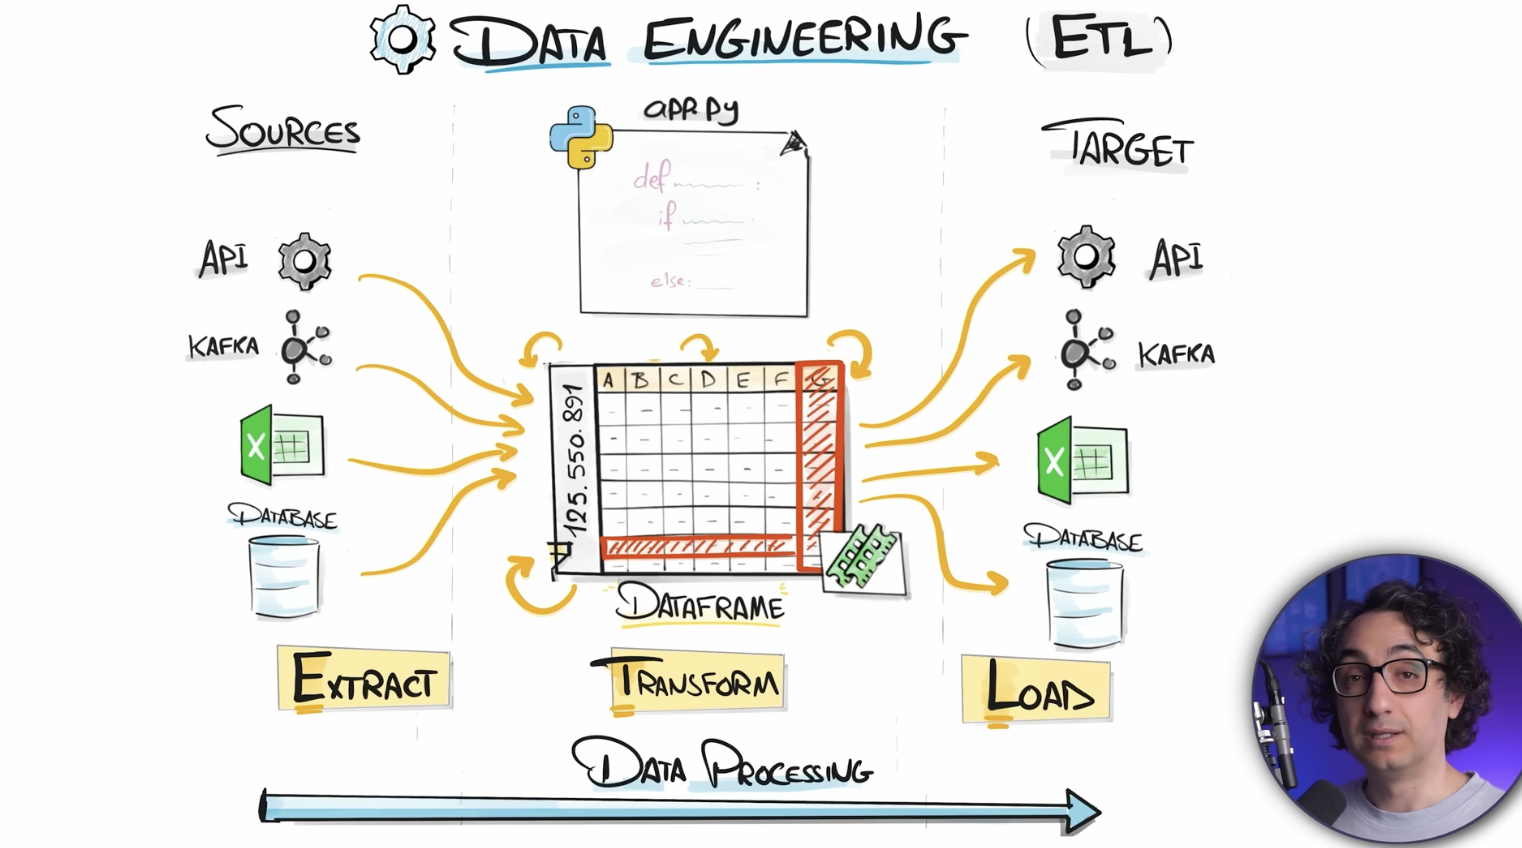 DATA ENGINEERING (ETL)
SOURCES
app.py
TARGET
def :
if :
else:
API
KAFKA
X
DATABASE
A B C D E F G
125.550.891
DATAFRAME
API
KAFKA
X
DATABASE
EXTRACT
TRANSFORM
LOAD
DATA PROCESSING